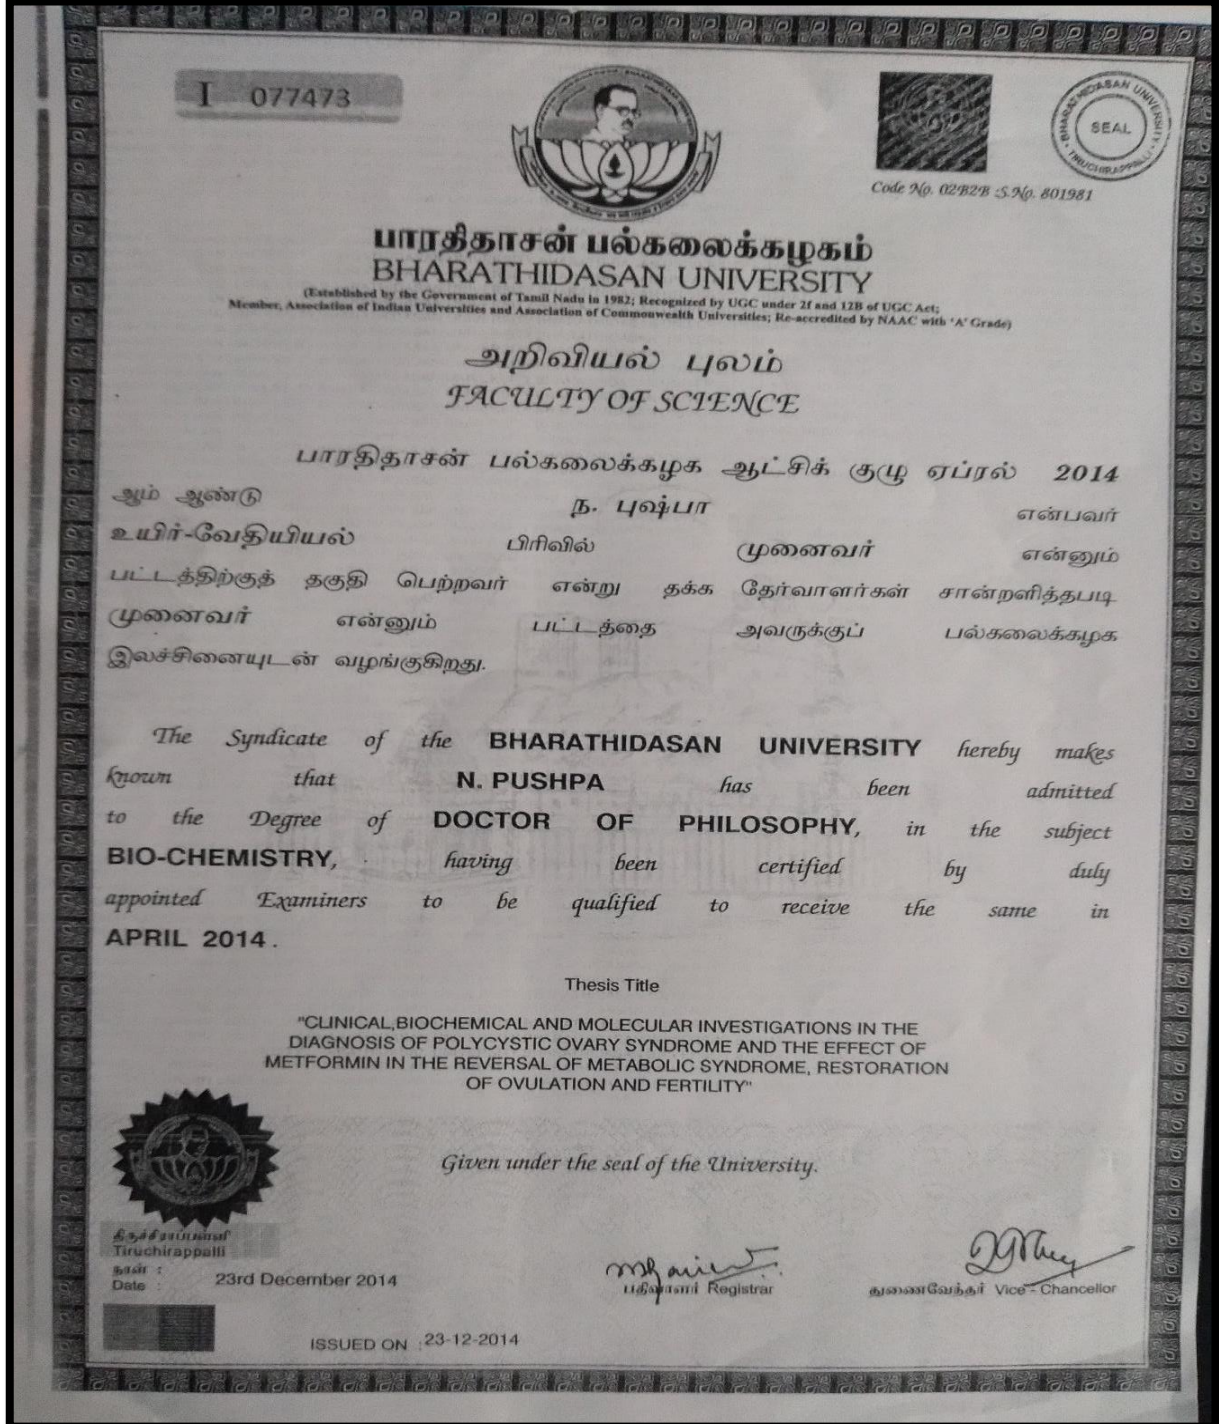 I 077473
BHARATHIDASAN UNIVERSITY
TIRUCHIRAPPALLI
SEAL
Code No. 02B2B :S.No. 801981
பாரதிதாசன் பல்கலைக்கழகம்
BHARATHIDASAN UNIVERSITY
(Established by the Government of Tamil Nadu in 1982; Recognized by UGC under 2f and 12B of UGC Act;
Member, Association of Indian Universities and Association of Commonwealth Universities; Re-accredited by NAAC with 'A' Grade)
அறிவியல் புலம்
FACULTY OF SCIENCE
பாரதிதாசன் பல்கலைக்கழக ஆட்சிக் குழு ஏப்ரல் 2014
ஆம் ஆண்டு ந. புஷ்பா என்பவர்
உயிர்-வேதியியல் பிரிவில் முனைவர் என்னும்
பட்டத்திற்குத் தகுதி பெற்றவர் என்று தக்க தேர்வாளர்கள் சான்றளித்தபடி
முனைவர் என்னும் பட்டத்தை அவருக்குப் பல்கலைக்கழக
இலச்சினையுடன் வழங்குகிறது.
The Syndicate of the BHARATHIDASAN UNIVERSITY hereby makes
known that N. PUSHPA has been admitted
to the Degree of DOCTOR OF PHILOSOPHY, in the subject
BIO-CHEMISTRY, having been certified by duly
appointed Examiners to be qualified to receive the same in
APRIL 2014.
Thesis Title
"CLINICAL,BIOCHEMICAL AND MOLECULAR INVESTIGATIONS IN THE
DIAGNOSIS OF POLYCYSTIC OVARY SYNDROME AND THE EFFECT OF
METFORMIN IN THE REVERSAL OF METABOLIC SYNDROME, RESTORATION
OF OVULATION AND FERTILITY"
Given under the seal of the University.
திருச்சிராப்பள்ளி
Tiruchirappalli
நாள் :
Date : 23rd December 2014
பதிவாளர் Registrar
துணைவேந்தர் Vice - Chancellor
ISSUED ON : 23-12-2014